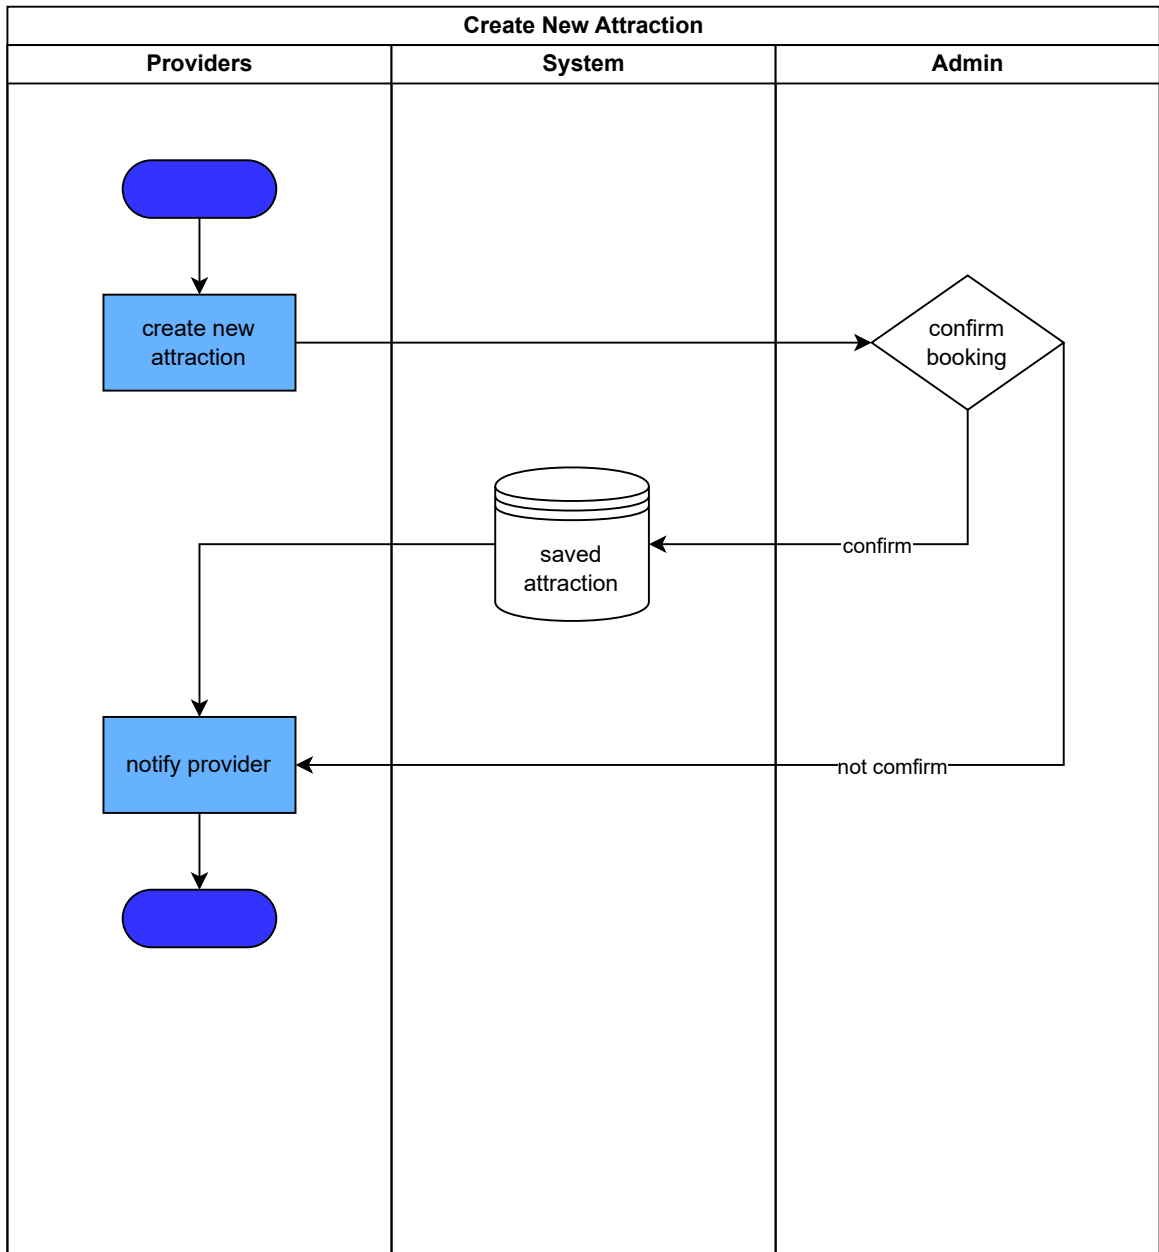 Create New Attraction
Providers
System
Admin
create new
attraction
confirm
booking
saved
attraction
confirm
notify provider
not comfirm